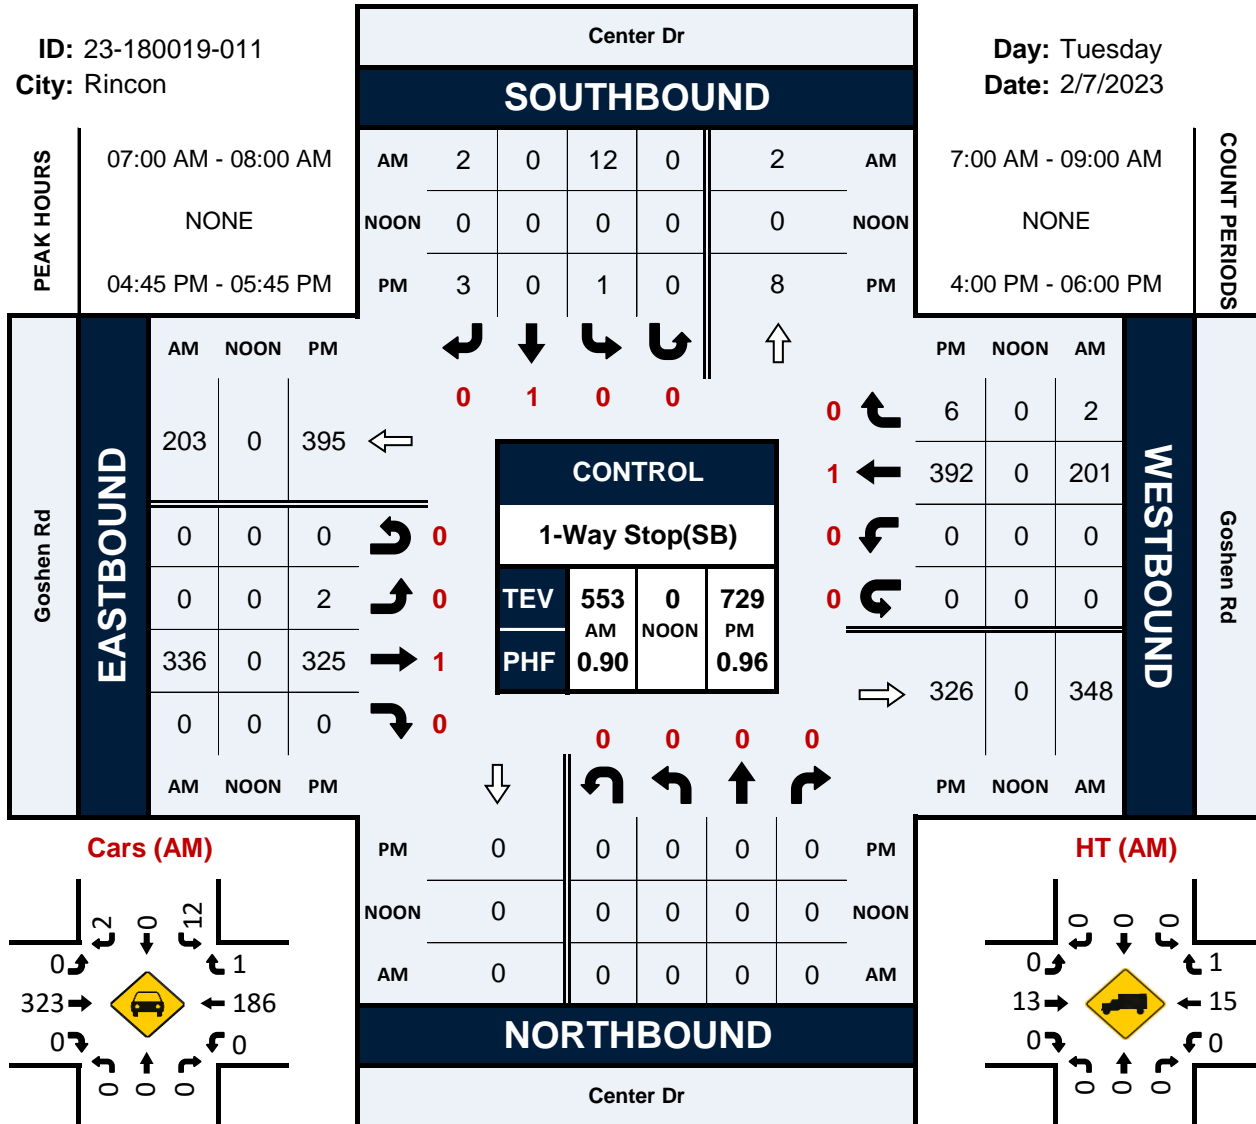 Center Dr
ID: 23-180019-011
City: Rincon
Day: Tuesday
Date: 2/7/2023
SOUTHBOUND
PEAK HOURS
07:00 AM - 08:00 AM
NONE
04:45 PM - 05:45 PM
AM 2 0 12 0 2 AM
NOON 0 0 0 0 0 NOON
PM 3 0 1 0 8 PM
7:00 AM - 09:00 AM
NONE
4:00 PM - 06:00 PM
COUNT PERIODS
0 1 0 0
Goshen Rd
EASTBOUND
AM NOON PM
203 0 395
0 0 0 0
0 0 2 0
336 0 325 1
0 0 0 0
AM NOON PM
CONTROL
1-Way Stop(SB)
TEV 553 0 729
AM NOON PM
PHF 0.90 0.96
PM NOON AM
0 6 0 2
1 392 0 201
0 0 0 0
0 0 0 0
326 0 348
PM NOON AM
WESTBOUND
Goshen Rd
0 0 0 0
PM 0 0 0 0 0 PM
NOON 0 0 0 0 0 NOON
AM 0 0 0 0 0 AM
NORTHBOUND
Center Dr
Cars (AM)
2 0 12
0 1
323 186
0 0
0 0 0
HT (AM)
0 0 0
0 1
13 15
0 0
0 0 0